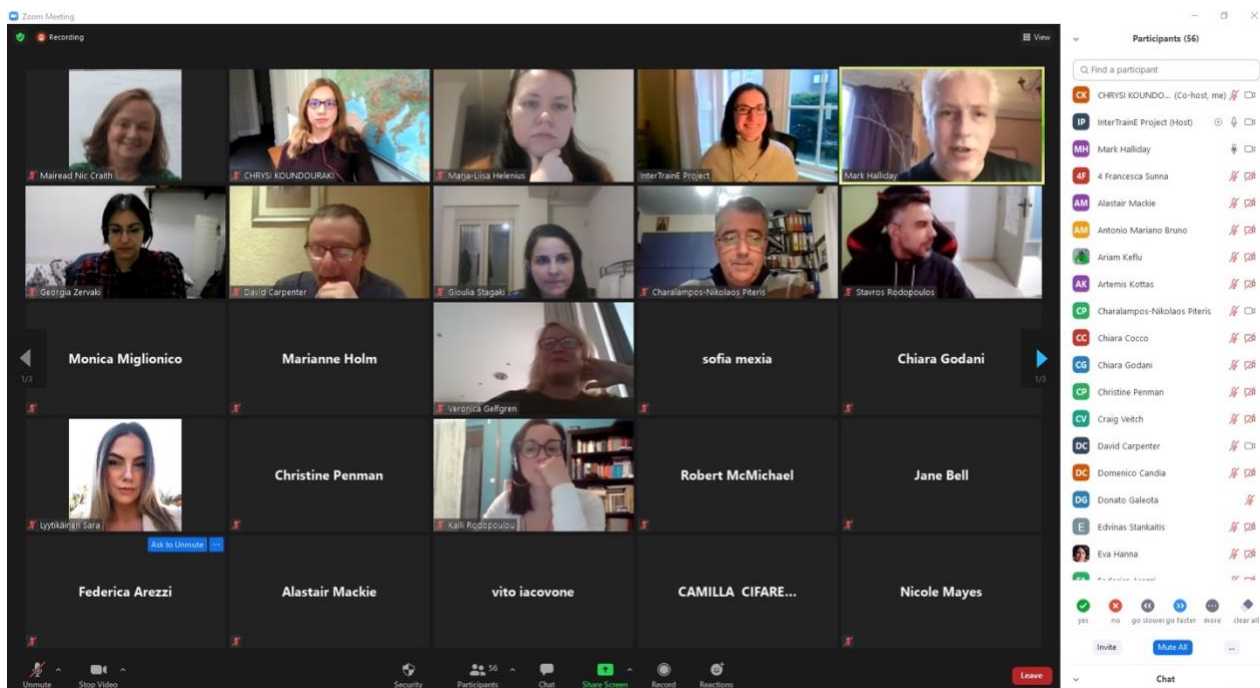 Zoom Meeting
Recording
View
Mairead Nic Craith
CHRYSI KOUNDOURAKI
Marja-Liisa Helenius
InterTrainE Project
Mark Halliday
Georgia Zervaki
David Carpenter
Gioulia Stagaki
Charalampos-Nikolaos Piteris
Stavros Rodopoulos
1/3
Monica Miglionico
Marianne Holm
Veronica Gelfgren
sofia mexia
Chiara Godani
1/3
Lyytikäinen Sara
Christine Penman
Kalli Rodopoulou
Robert McMichael
Jane Bell
Ask to Unmute ...
Federica Arezzi
Alastair Mackie
vito iacovone
CAMILLA CIFARE...
Nicole Mayes
Unmute
Stop Video
Security
56
Participants
Chat
Share Screen
Record
Reactions
Leave
Participants (56)
Find a participant
CK CHRYSI KOUNDO... (Co-host, me)
IP InterTrainE Project (Host)
MH Mark Halliday
4F 4 Francesca Sunna
AM Alastair Mackie
AM Antonio Mariano Bruno
Ariam Keflu
AK Artemis Kottas
CP Charalampos-Nikolaos Piteris
CC Chiara Cocco
CG Chiara Godani
CP Christine Penman
CV Craig Veitch
DC David Carpenter
DC Domenico Candia
DG Donato Galeota
E Edvinas Stankaitis
Eva Hanna
yes
no
go slower
go faster
more
clear all
Invite
Mute All
...
Chat